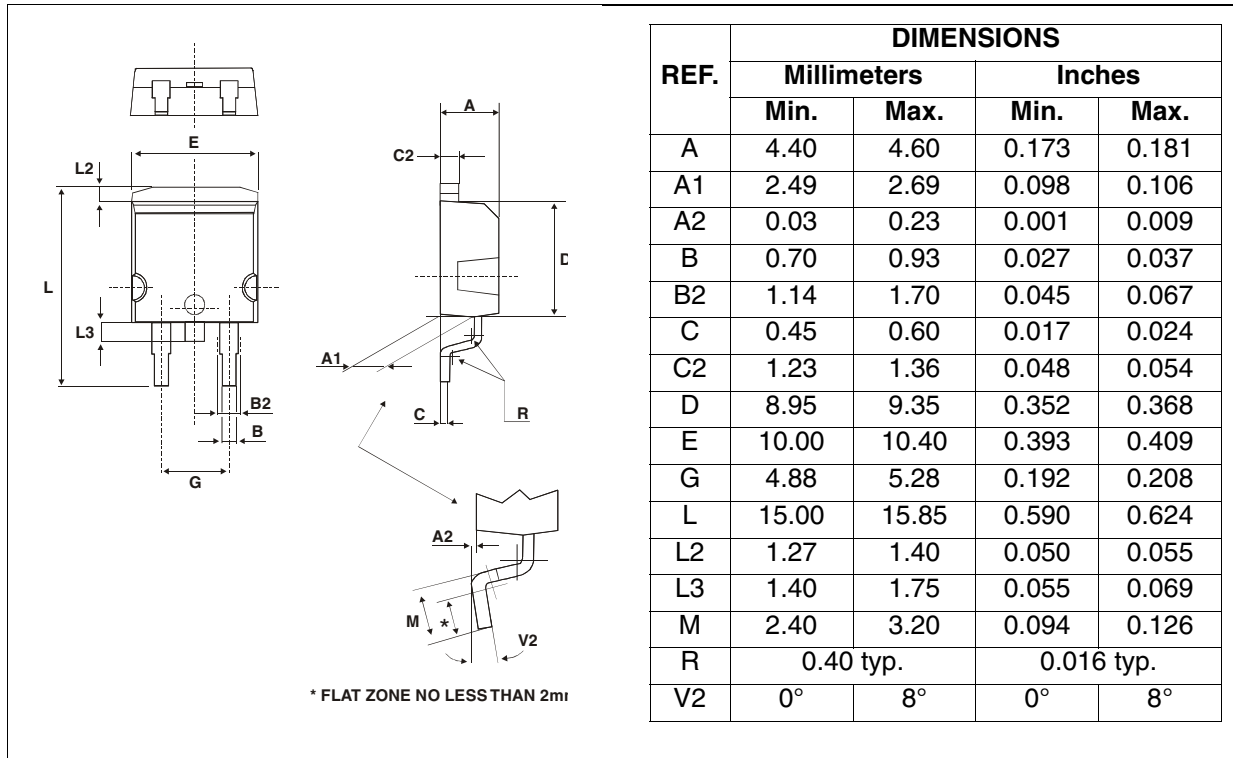 A
E
C2
L2
D
L
L3
A1
B2
C
R
B
G
A2
M
*
V2
* FLAT ZONE NO LESS THAN 2m
REF. DIMENSIONS
Millimeters Inches
Min. Max. Min. Max.
A 4.40 4.60 0.173 0.181
A1 2.49 2.69 0.098 0.106
A2 0.03 0.23 0.001 0.009
B 0.70 0.93 0.027 0.037
B2 1.14 1.70 0.045 0.067
C 0.45 0.60 0.017 0.024
C2 1.23 1.36 0.048 0.054
D 8.95 9.35 0.352 0.368
E 10.00 10.40 0.393 0.409
G 4.88 5.28 0.192 0.208
L 15.00 15.85 0.590 0.624
L2 1.27 1.40 0.050 0.055
L3 1.40 1.75 0.055 0.069
M 2.40 3.20 0.094 0.126
R 0.40 typ. 0.016 typ.
V2 0° 8° 0° 8°